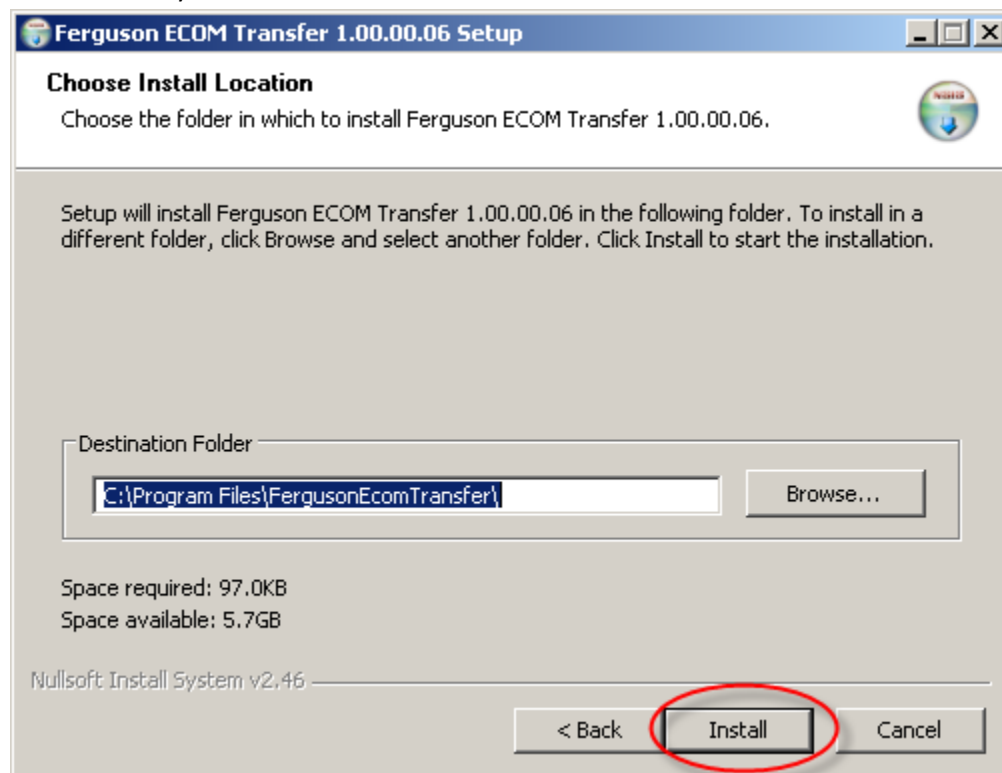 Ferguson ECOM Transfer 1.00.00.06 Setup
Choose Install Location
Choose the folder in which to install Ferguson ECOM Transfer 1.00.00.06.
Setup will install Ferguson ECOM Transfer 1.00.00.06 in the following folder. To install in a
different folder, click Browse and select another folder. Click Install to start the installation.
Destination Folder
C:\Program Files\FergusonEcomTransfer\
Browse...
Space required: 97.0KB
Space available: 5.7GB
Nullsoft Install System v2.46
< Back
Install
Cancel